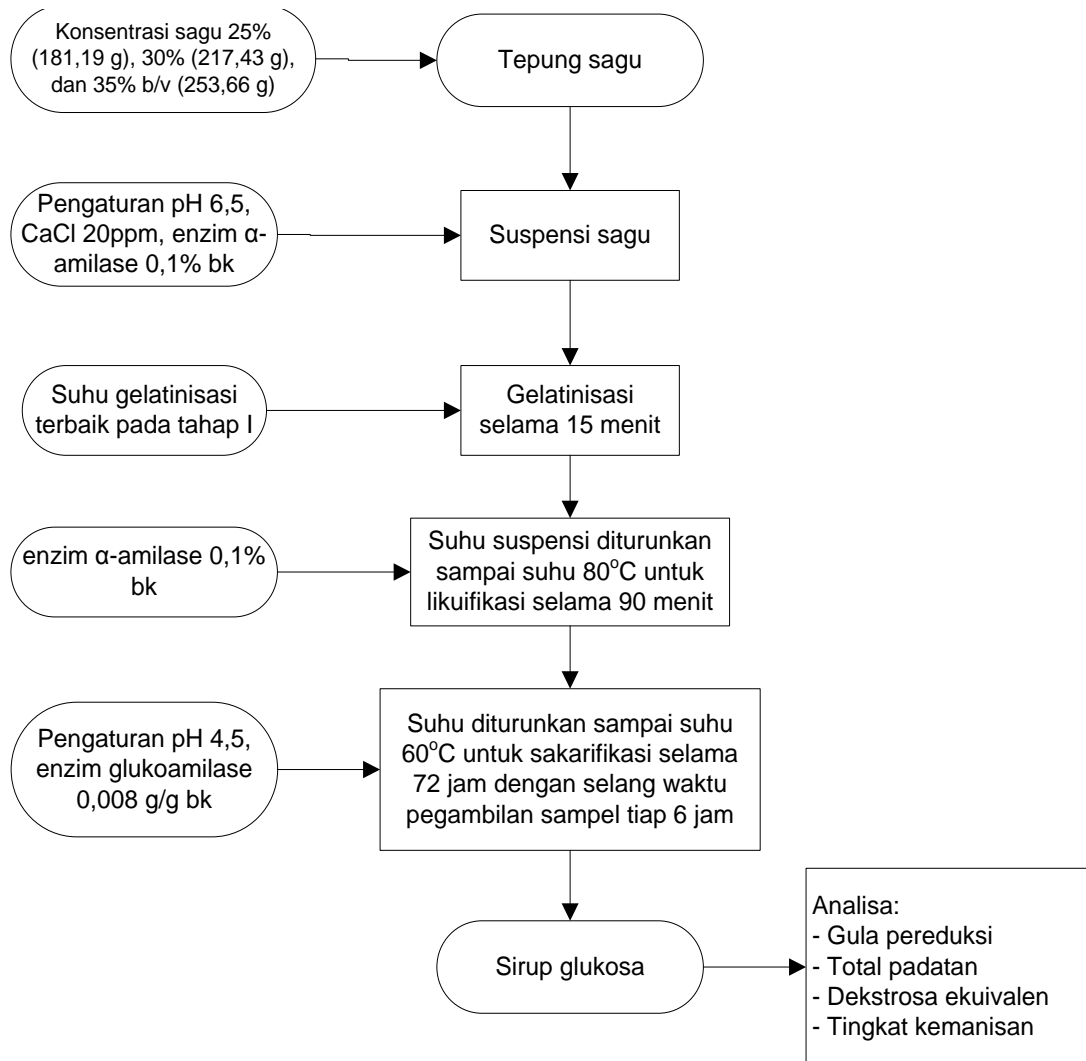 Konsentrasi sagu 25%
(181,19 g), 30% (217,43 g),
dan 35% b/v (253,66 g)
Tepung sagu
Pengaturan pH 6,5,
CaCl 20ppm, enzim α-
amilase 0,1% bk
Suspensi sagu
Suhu gelatinisasi
terbaik pada tahap I
Gelatinisasi
selama 15 menit
enzim α-amilase 0,1%
bk
Suhu suspensi diturunkan
sampai suhu 80°C untuk
likuifikasi selama 90 menit
Pengaturan pH 4,5,
enzim glukoamilase
0,008 g/g bk
Suhu diturunkan sampai suhu
60°C untuk sakarifikasi selama
72 jam dengan selang waktu
pegambilan sampel tiap 6 jam
Sirup glukosa
Analisa:
- Gula pereduksi
- Total padatan
- Dekstrosa ekuivalen
- Tingkat kemanisan